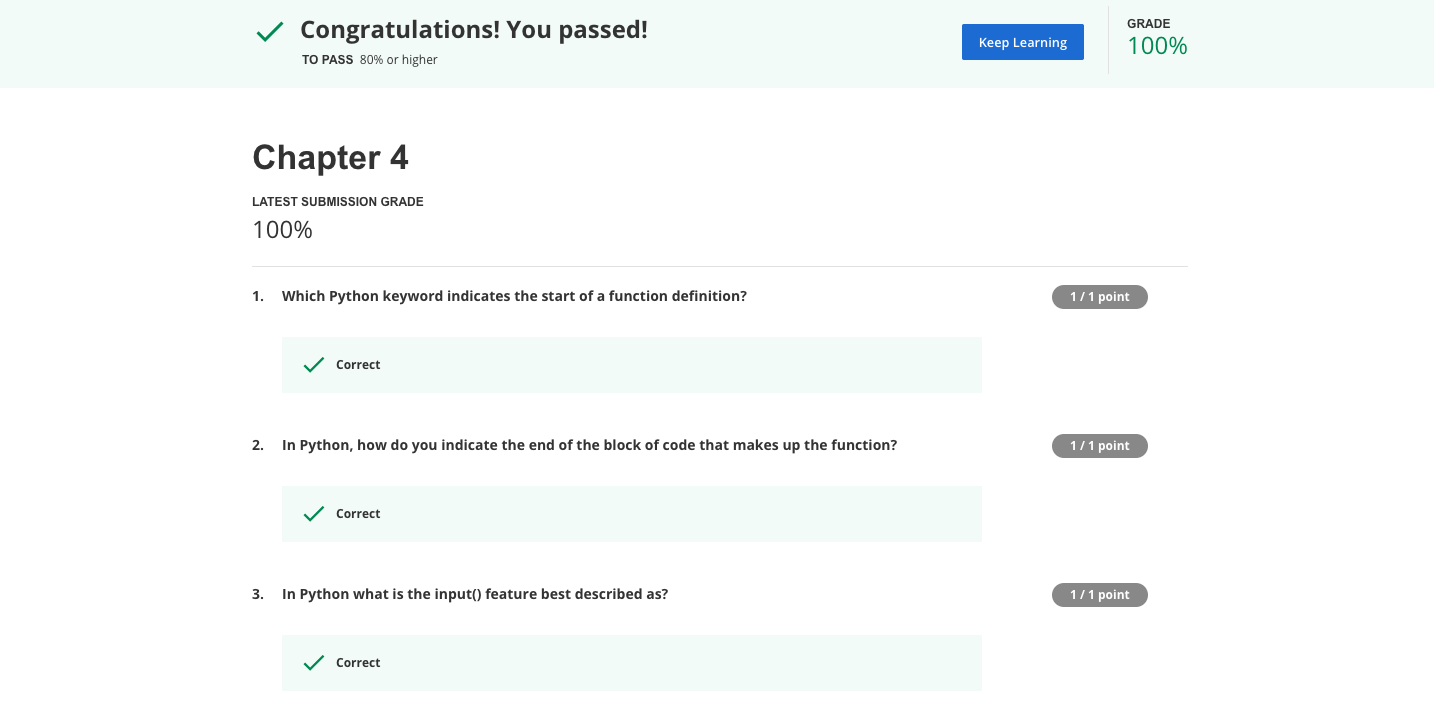 Congratulations! You passed!
TO PASS 80% or higher
Keep Learning
GRADE
100%
Chapter 4
LATEST SUBMISSION GRADE
100%
1. Which Python keyword indicates the start of a function definition?
1 / 1 point
Correct
2. In Python, how do you indicate the end of the block of code that makes up the function?
1 / 1 point
Correct
3. In Python what is the input() feature best described as?
1 / 1 point
Correct